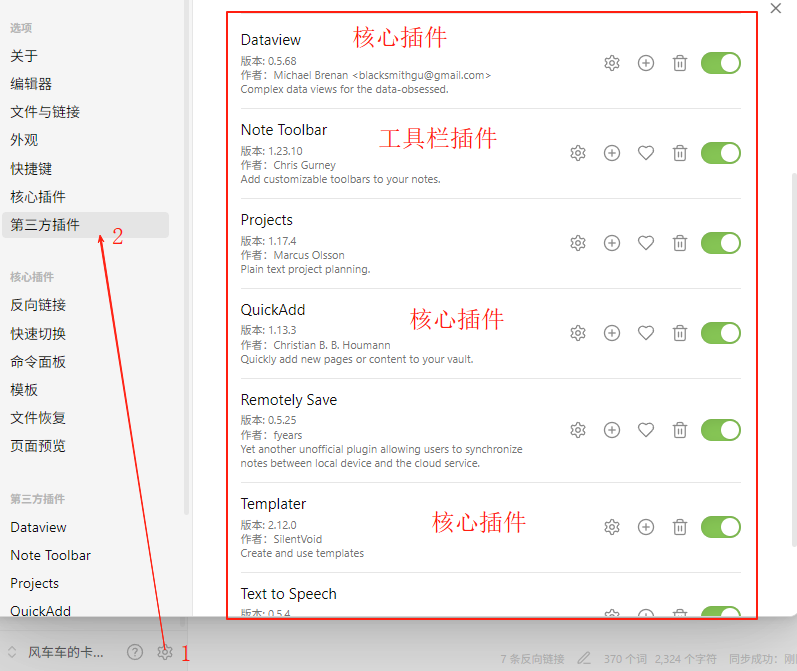 选项
关于
编辑器
文件与链接
外观
快捷键
核心插件
第三方插件
2
核心插件
反向链接
快速切换
命令面板
模板
文件恢复
页面预览
第三方插件
Dataview
Note Toolbar
Projects
QuickAdd
风车车的卡...
1
Dataview
核心插件
版本: 0.5.68
作者: Michael Brenan <blacksmithgu@gmail.com>
Complex data views for the data-obsessed.
Note Toolbar
工具栏插件
版本: 1.23.10
作者: Chris Gurney
Add customizable toolbars to your notes.
Projects
版本: 1.17.4
作者: Marcus Olsson
Plain text project planning.
QuickAdd
核心插件
版本: 1.13.3
作者: Christian B. B. Houmann
Quickly add new pages or content to your vault.
Remotely Save
版本: 0.5.25
作者: fyears
Yet another unofficial plugin allowing users to synchronize
notes between local device and the cloud service.
Templater
核心插件
版本: 2.12.0
作者: SilentVoid
Create and use templates
Text to Speech
版本: 0.5.4
7 条反向链接 370 个词 2,324 个字符 同步成功: 刚